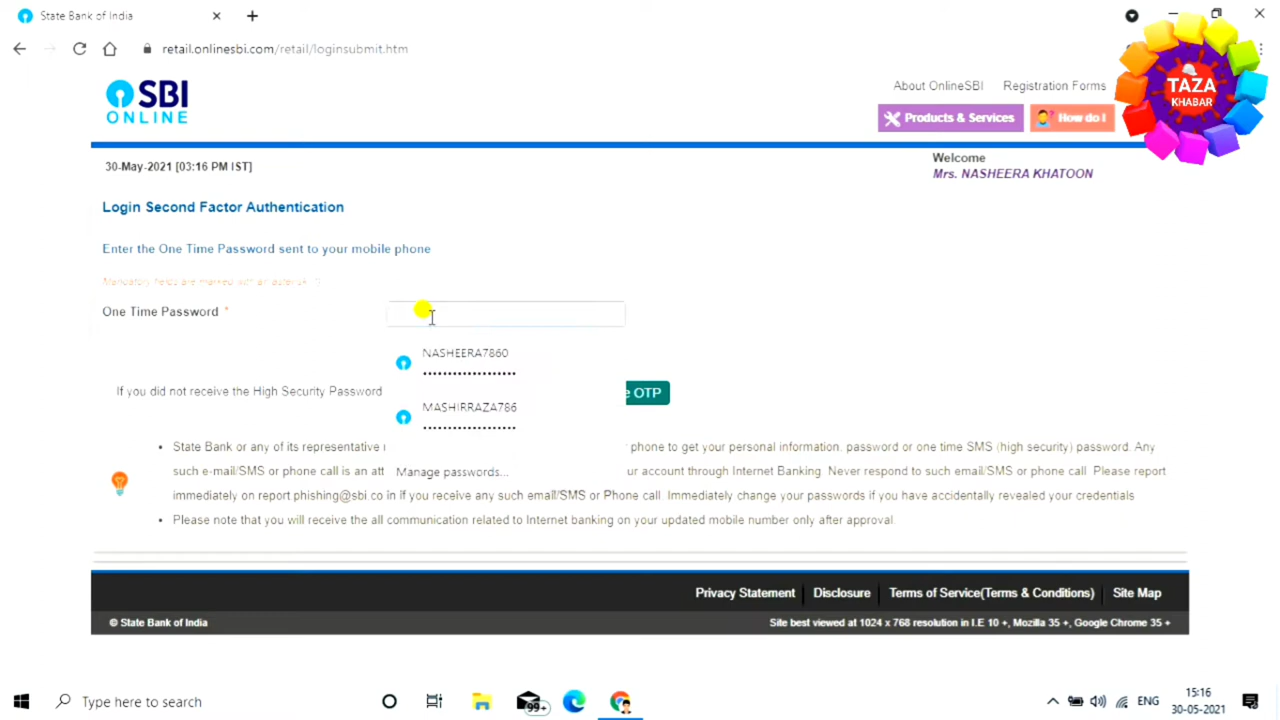 State Bank of India
retail.onlinesbi.com/retail/loginsubmit.htm
TAZA
KHABAR
SBI
ONLINE
About OnlineSBI
Registration Forms
Products & Services
How do I
30-May-2021 [03:16 PM IST]
Welcome
Mrs. NASHEERA KHATOON
Login Second Factor Authentication
Enter the One Time Password sent to your mobile phone
Mandatory fields are marked with an asterisk
One Time Password *
NASHEERA7860
••••••••••••••••••
If you did not receive the High Security Password
OTP
MASHIRRAZA786
••••••••••••••••••
• State Bank or any of its representative phone to get your personal information, password or one time SMS (high security) password. Any
such e-mail/SMS or phone call is an Manage passwords... account through Internet Banking. Never respond to such email/SMS or phone call. Please report
immediately on report.phishing@sbi.co.in if you receive any such email/SMS or Phone call. Immediately change your passwords if you have accidentally revealed your credentials
• Please note that you will receive the all communication related to Internet banking on your updated mobile number only after approval
Privacy Statement Disclosure Terms of Service(Terms & Conditions) Site Map
© State Bank of India
Site best viewed at 1024 x 768 resolution in I.E 10 +, Mozilla 35 +, Google Chrome 35 +
Type here to search
99+
ENG
15:16
30-05-2021